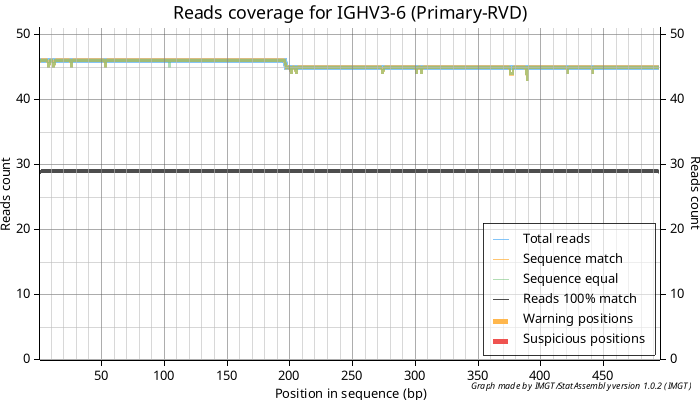 Reads coverage for IGHV3-6 (Primary-RVD)
50
50
40
40
30
30
Reads count
Reads count
20
20
10
10
0
0
Total reads
Sequence match
Sequence equal
Reads 100% match
Warning positions
Suspicious positions
50 100 150 200 250 300 350 400 450
Position in sequence (bp)
Graph made by IMGT/StatAssembly version 1.0.2 (IMGT)